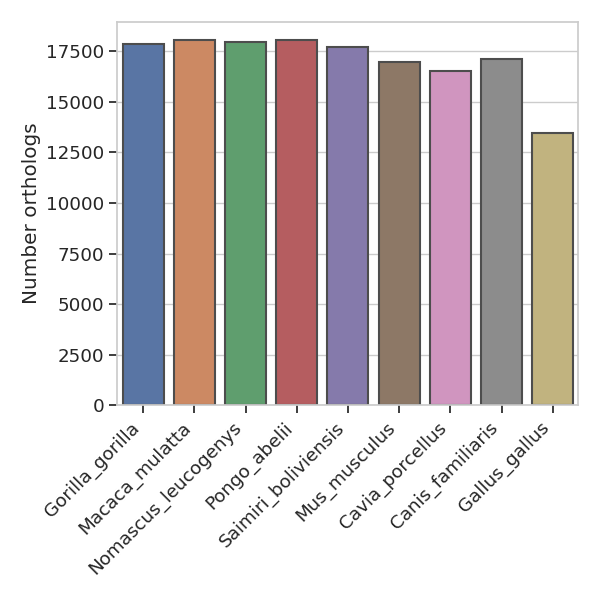 Number orthologs
17500
15000
12500
10000
7500
5000
2500
0
Gorilla_gorilla
Macaca_mulatta
Nomascus_leucogenys
Pongo_abelii
Saimiri_boliviensis
Mus_musculus
Cavia_porcellus
Canis_familiaris
Gallus_gallus